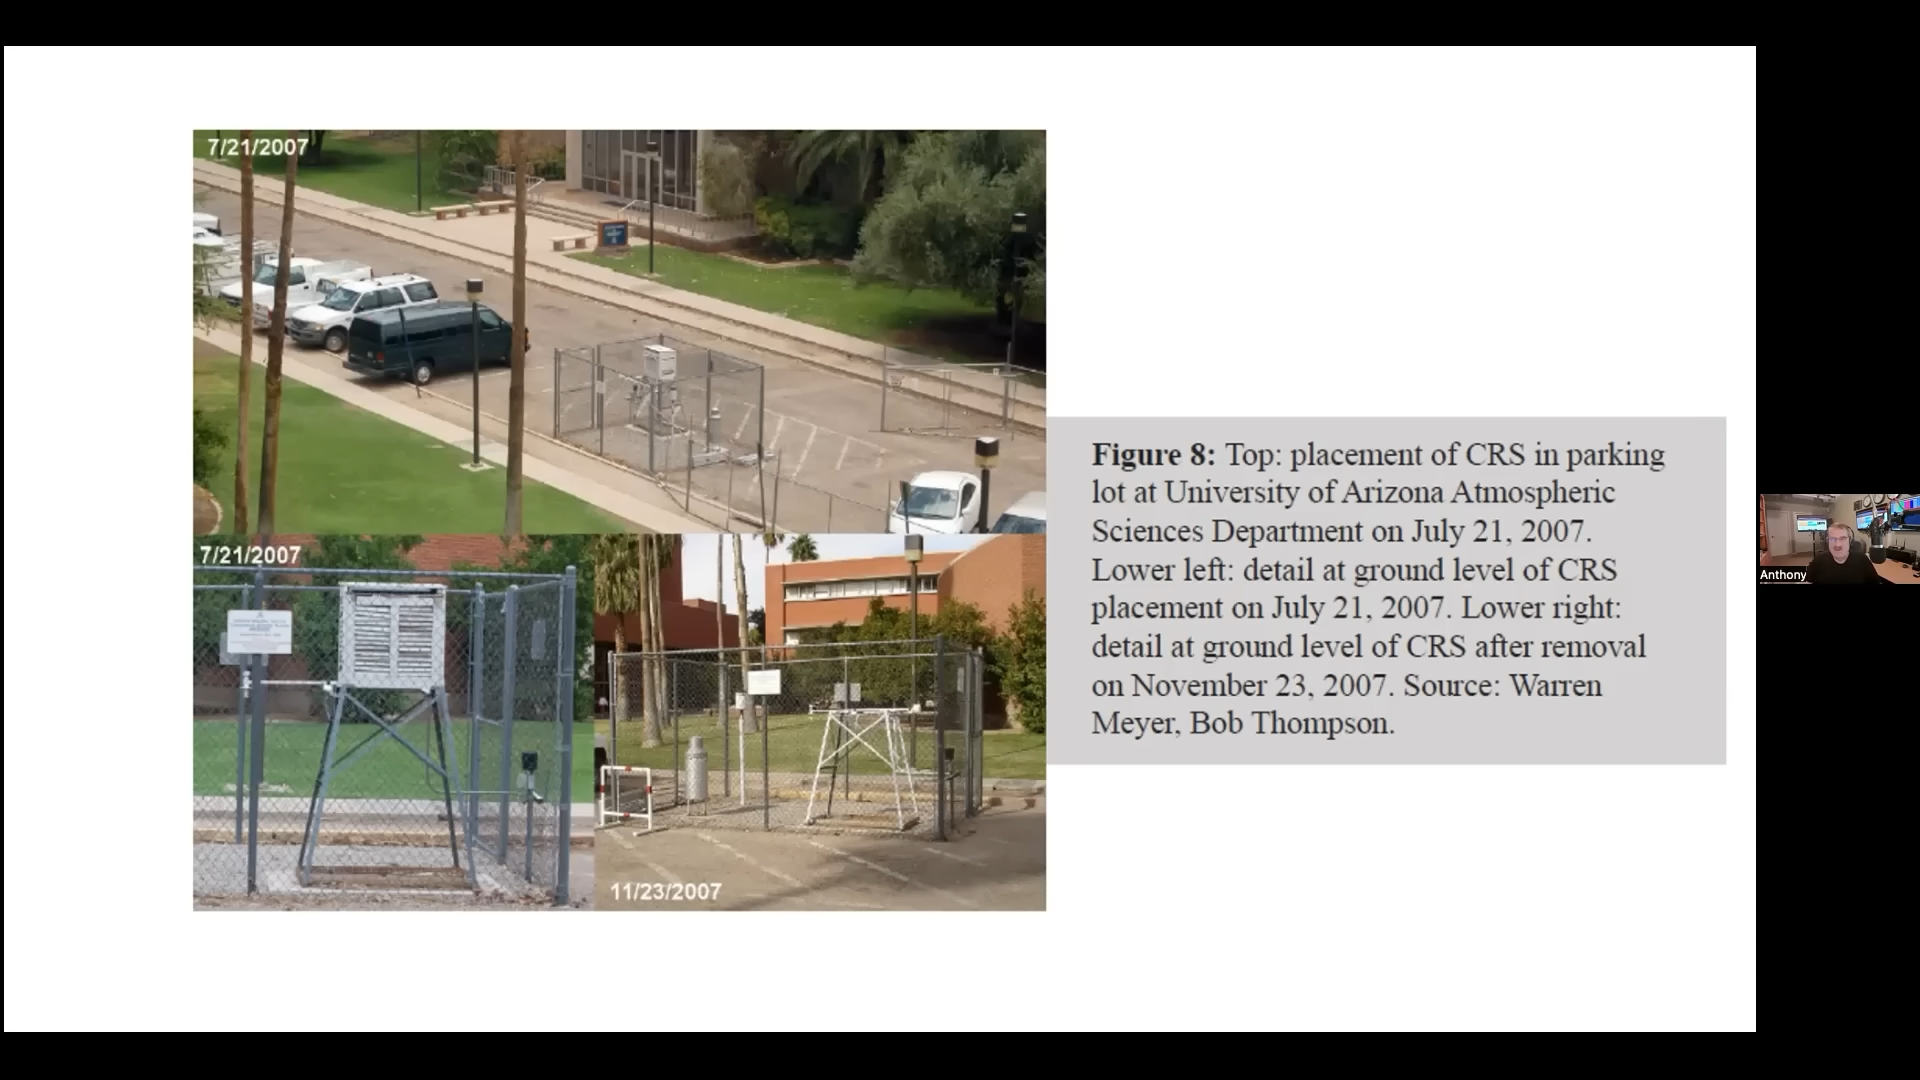 7/21/2007
7/21/2007
11/23/2007
Figure 8: Top: placement of CRS in parking
lot at University of Arizona Atmospheric
Sciences Department on July 21, 2007.
Lower left: detail at ground level of CRS
placement on July 21, 2007. Lower right:
detail at ground level of CRS after removal
on November 23, 2007. Source: Warren
Meyer, Bob Thompson.
Anthony